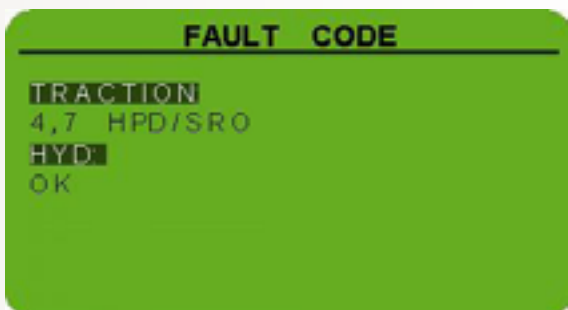 FAULT CODE
TRACTION
4,7 HPD/SRO
HYD:
OK